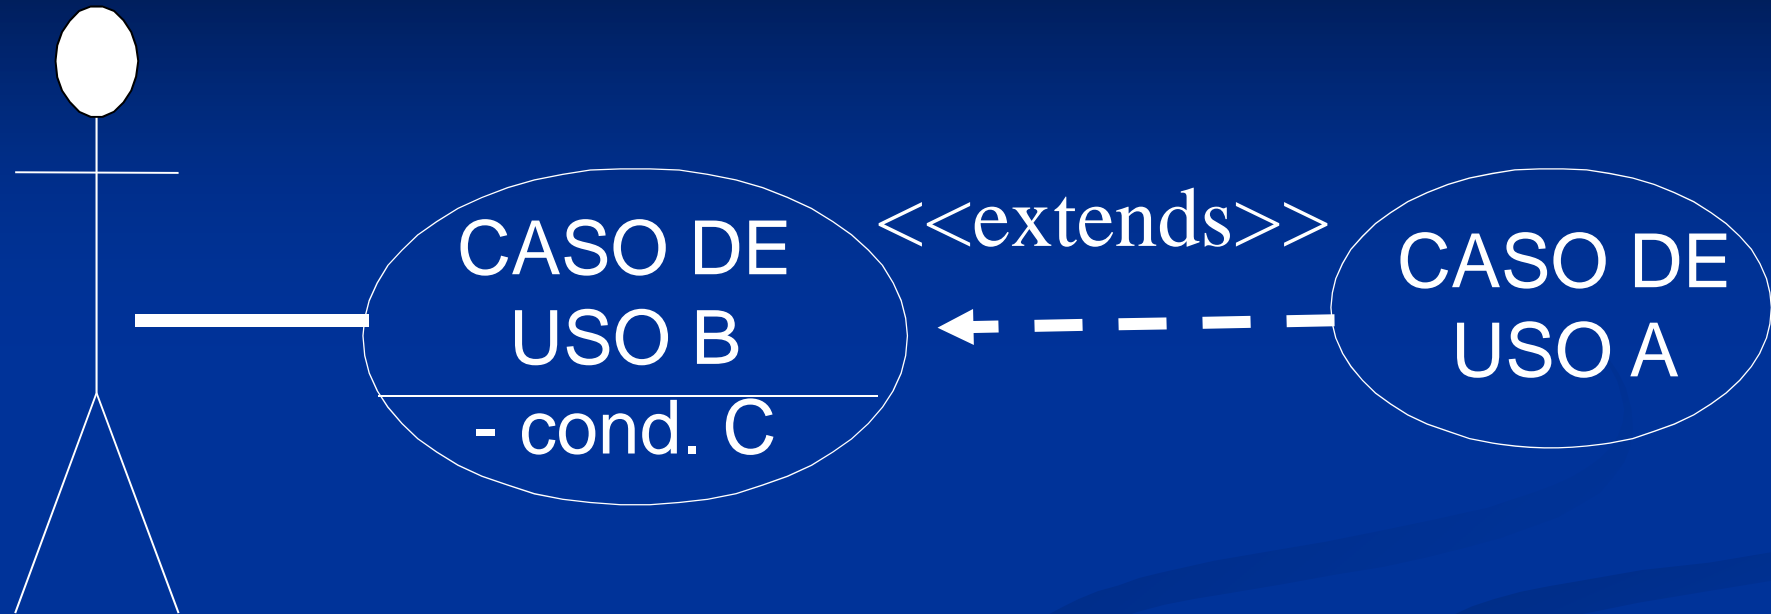 CASO DE
USO B
- cond. C
<<extends>>
CASO DE
USO A